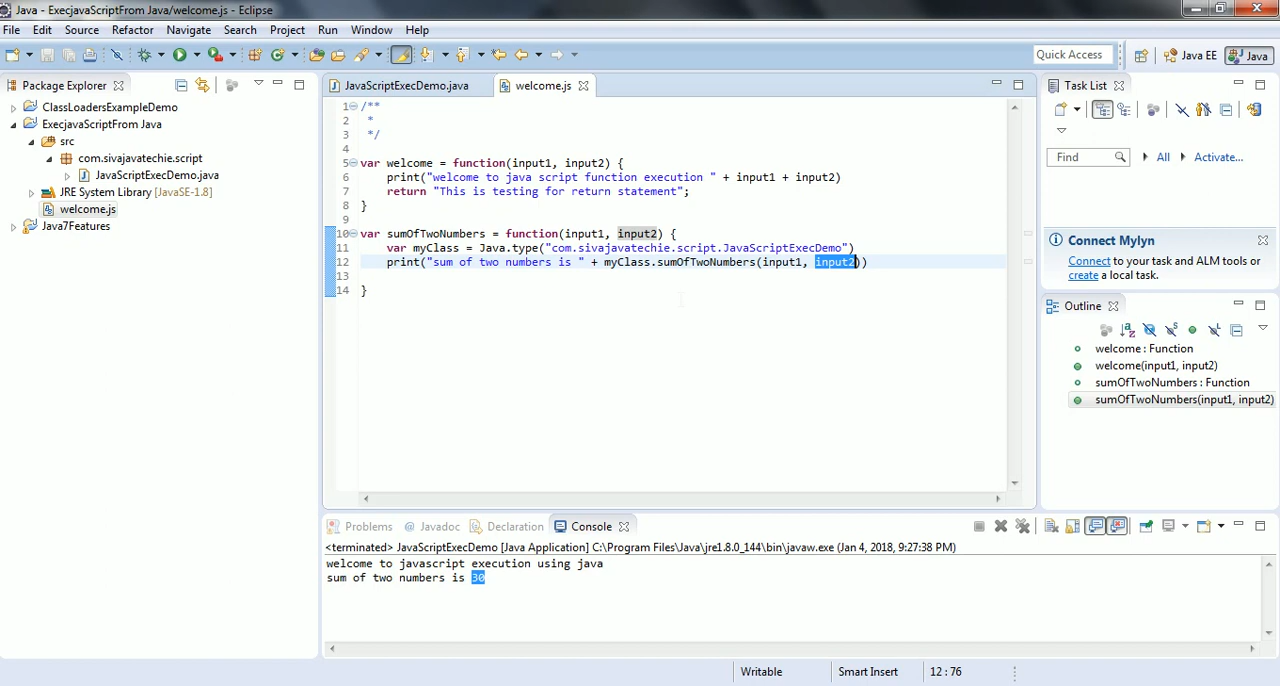 Java - ExecjavaScriptFrom Java/welcome.js - Eclipse
File Edit Source Refactor Navigate Search Project Run Window Help
Quick Access
Java EE
Java
Package Explorer
ClassLoadersExampleDemo
ExecjavaScriptFrom Java
src
com.sivajavatechie.script
JavaScriptExecDemo.java
JRE System Library [JavaSE-1.8]
welcome.js
Java7Features
JavaScriptExecDemo.java
welcome.js
1 /**
2 *
3 */
4
5 var welcome = function(input1, input2) {
6 print("welcome to java script function execution " + input1 + input2)
7 return "This is testing for return statement";
8 }
9
10 var sumOfTwoNumbers = function(input1, input2) {
11 var myClass = Java.type("com.sivajavatechie.script.JavaScriptExecDemo")
12 print("sum of two numbers is " + myClass.sumOfTwoNumbers(input1, input2))
13
14 }
Task List
Find
All
Activate...
Connect Mylyn
Connect to your task and ALM tools or
create a local task.
Outline
welcome : Function
welcome(input1, input2)
sumOfTwoNumbers : Function
sumOfTwoNumbers(input1, input2)
Problems @ Javadoc Declaration Console
<terminated> JavaScriptExecDemo [Java Application] C:\Program Files\Java\jre1.8.0_144\bin\javaw.exe (Jan 4, 2018, 9:27:38 PM)
welcome to javascript execution using java
sum of two numbers is 30
Writable
Smart Insert
12 : 76